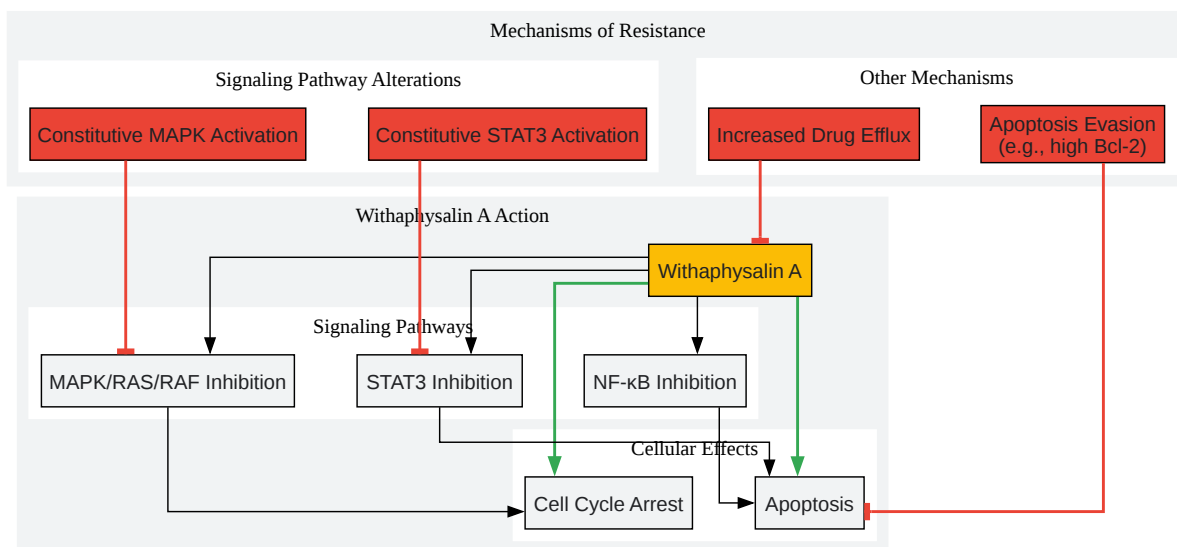 Mechanisms of Resistance
Signaling Pathway Alterations
Other Mechanisms
Constitutive MAPK Activation
Constitutive STAT3 Activation
Increased Drug Efflux
Apoptosis Evasion
(e.g., high Bcl-2)
Withaphysalin A Action
Withaphysalin A
Signaling Pathways
MAPK/RAS/RAF Inhibition
STAT3 Inhibition
NF-κB Inhibition
Cellular Effects
Cell Cycle Arrest
Apoptosis